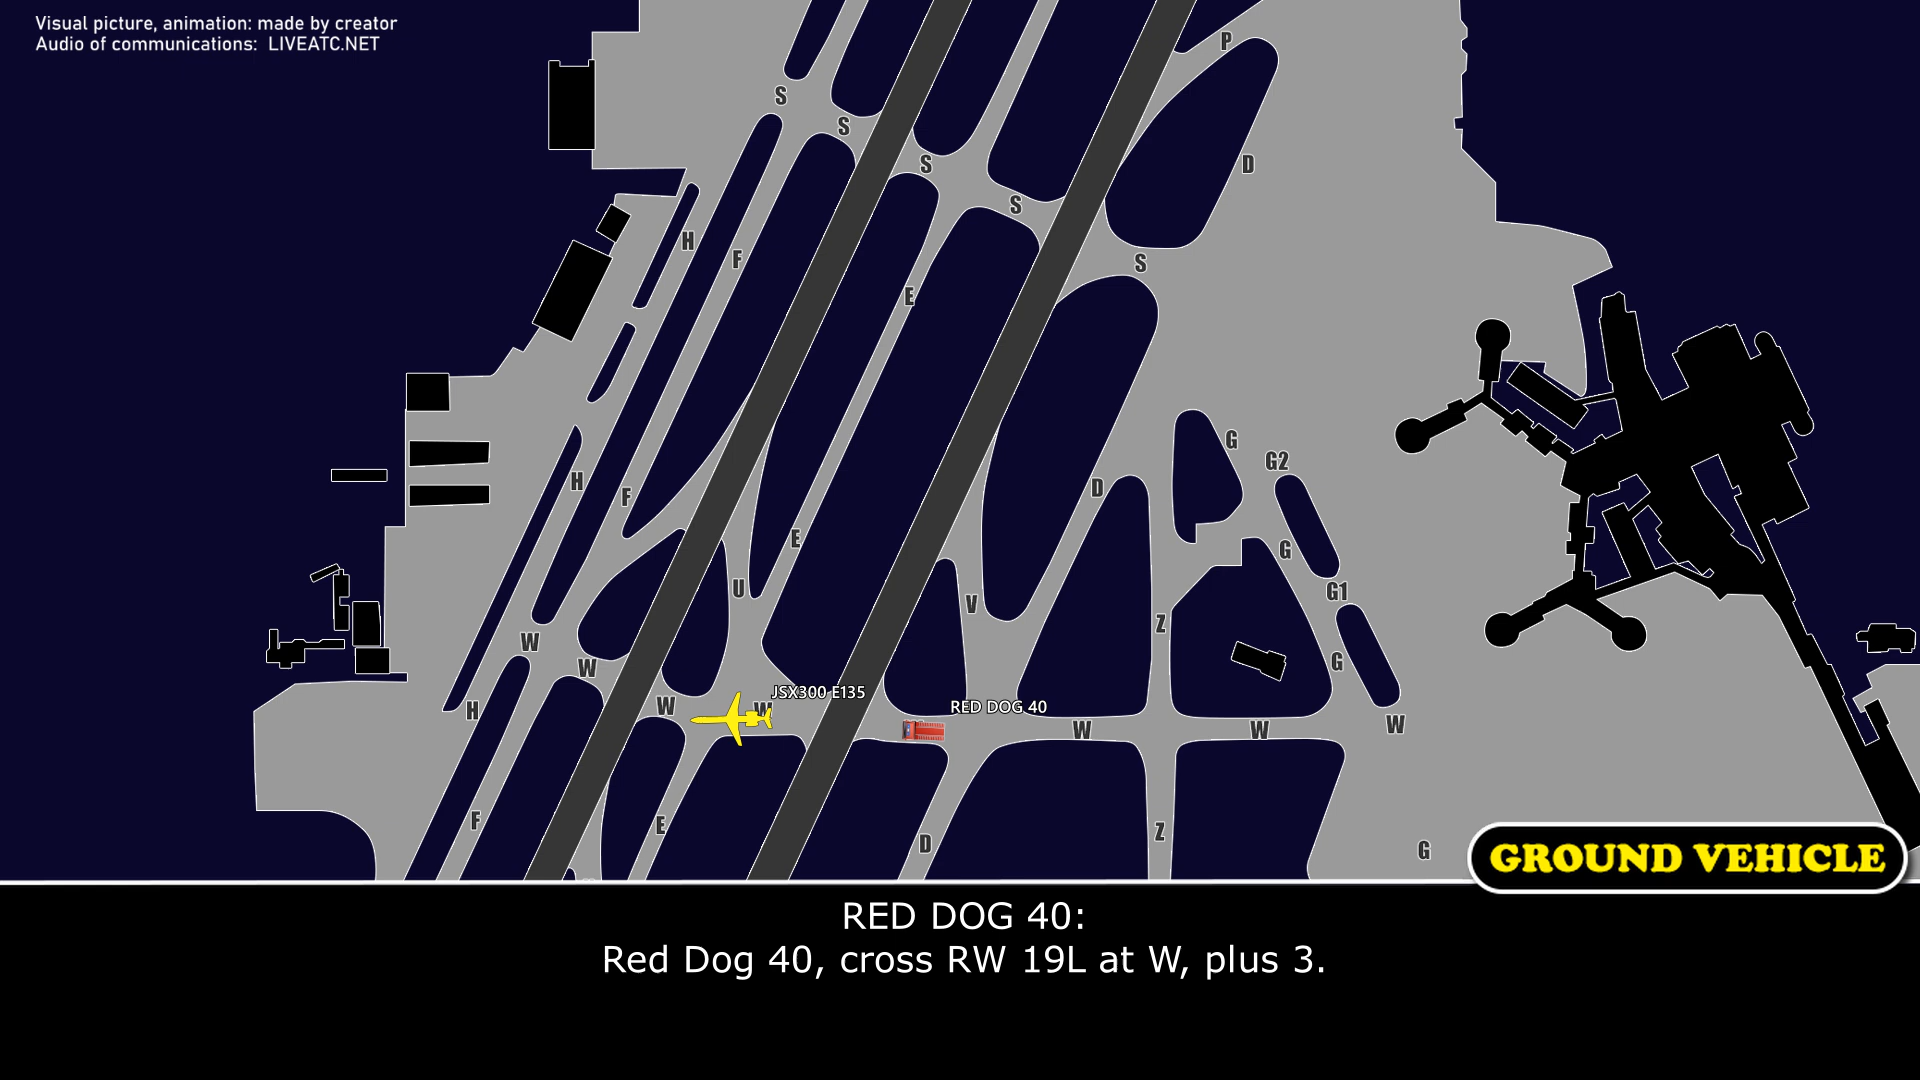 Visual picture, animation: made by creator
Audio of communications: LIVEATC.NET
P
S
S
D
S
S
H
F
S
E
G
G2
H
D
F
E
G
U
G1
V
Z
W
G
W
JSX300 E135
W
W
RED DOG 40
H
W
W
W
F
E
Z
D
G
GROUND VEHICLE
RED DOG 40:
Red Dog 40, cross RW 19L at W, plus 3.